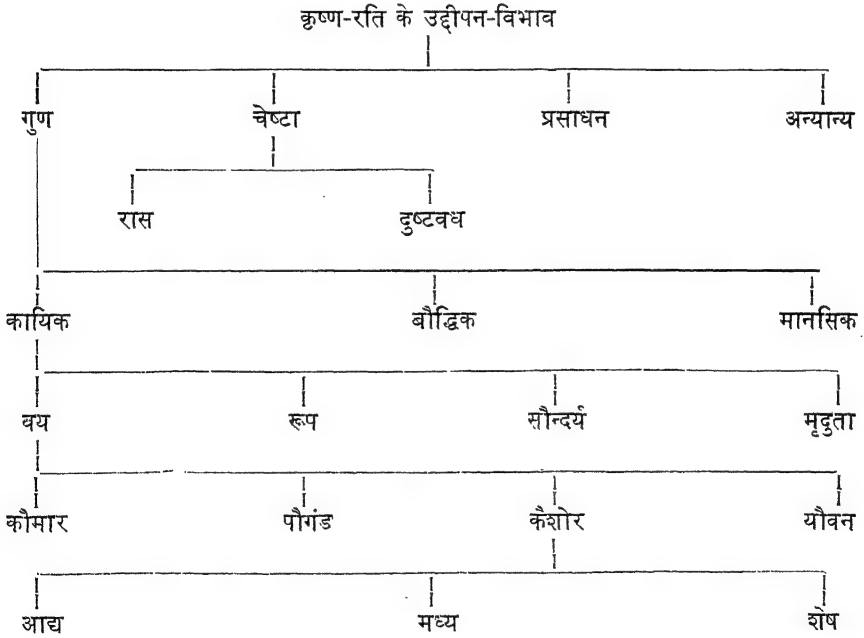 कृष्ण-रति के उद्दीपन-विभाव
गुण चेष्टा प्रसाधन अन्यान्य
रास दुष्टवध
कायिक बौद्धिक मानसिक
वय रूप सौन्दर्य मृदुता
कौमार पौगंड कैशोर यौवन
आद्य मध्य शेष